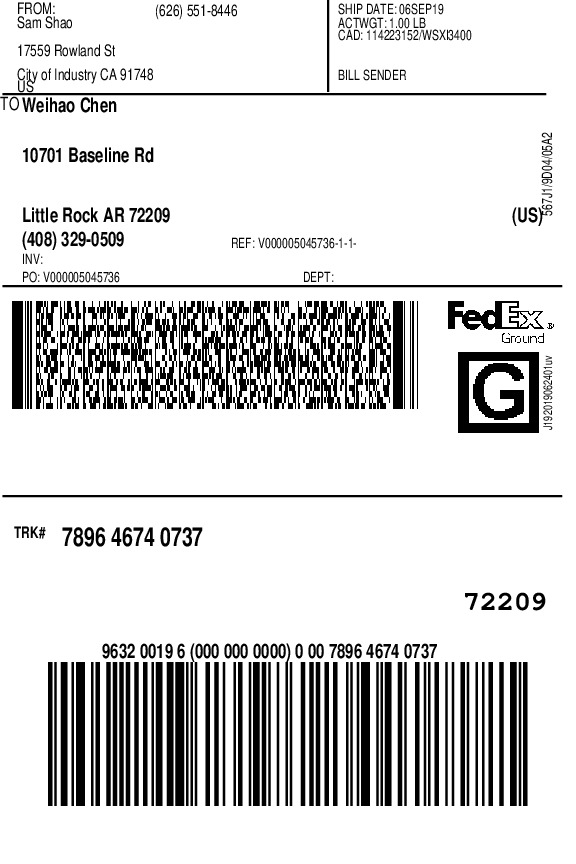 FROM: (626) 551-8446
Sam Shao
17559 Rowland St
City of Industry CA 91748
US
SHIP DATE: 06SEP19
ACTWGT: 1.00 LB
CAD: 114223152/WSXI3400
BILL SENDER
TO Weihao Chen
10701 Baseline Rd
Little Rock AR 72209 (US)
(408) 329-0509 REF: V000005045736-1-1-
INV:
PO: V000005045736 DEPT:
567J1/9D04/05A2
FedEx®
Ground
G
J192019062401uv
TRK# 7896 4674 0737
72209
9632 0019 6 (000 000 0000) 0 00 7896 4674 0737